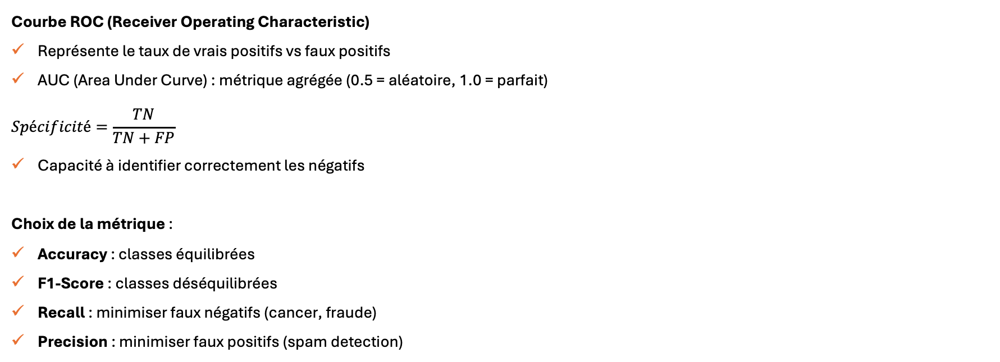 Courbe ROC (Receiver Operating Characteristic)
✓ Représente le taux de vrais positifs vs faux positifs
✓ AUC (Area Under Curve) : métrique agrégée (0.5 = aléatoire, 1.0 = parfait)
Spécificité = TN / (TN + FP)
✓ Capacité à identifier correctement les négatifs
Choix de la métrique :
✓ Accuracy : classes équilibrées
✓ F1-Score : classes déséquilibrées
✓ Recall : minimiser faux négatifs (cancer, fraude)
✓ Precision : minimiser faux positifs (spam detection)